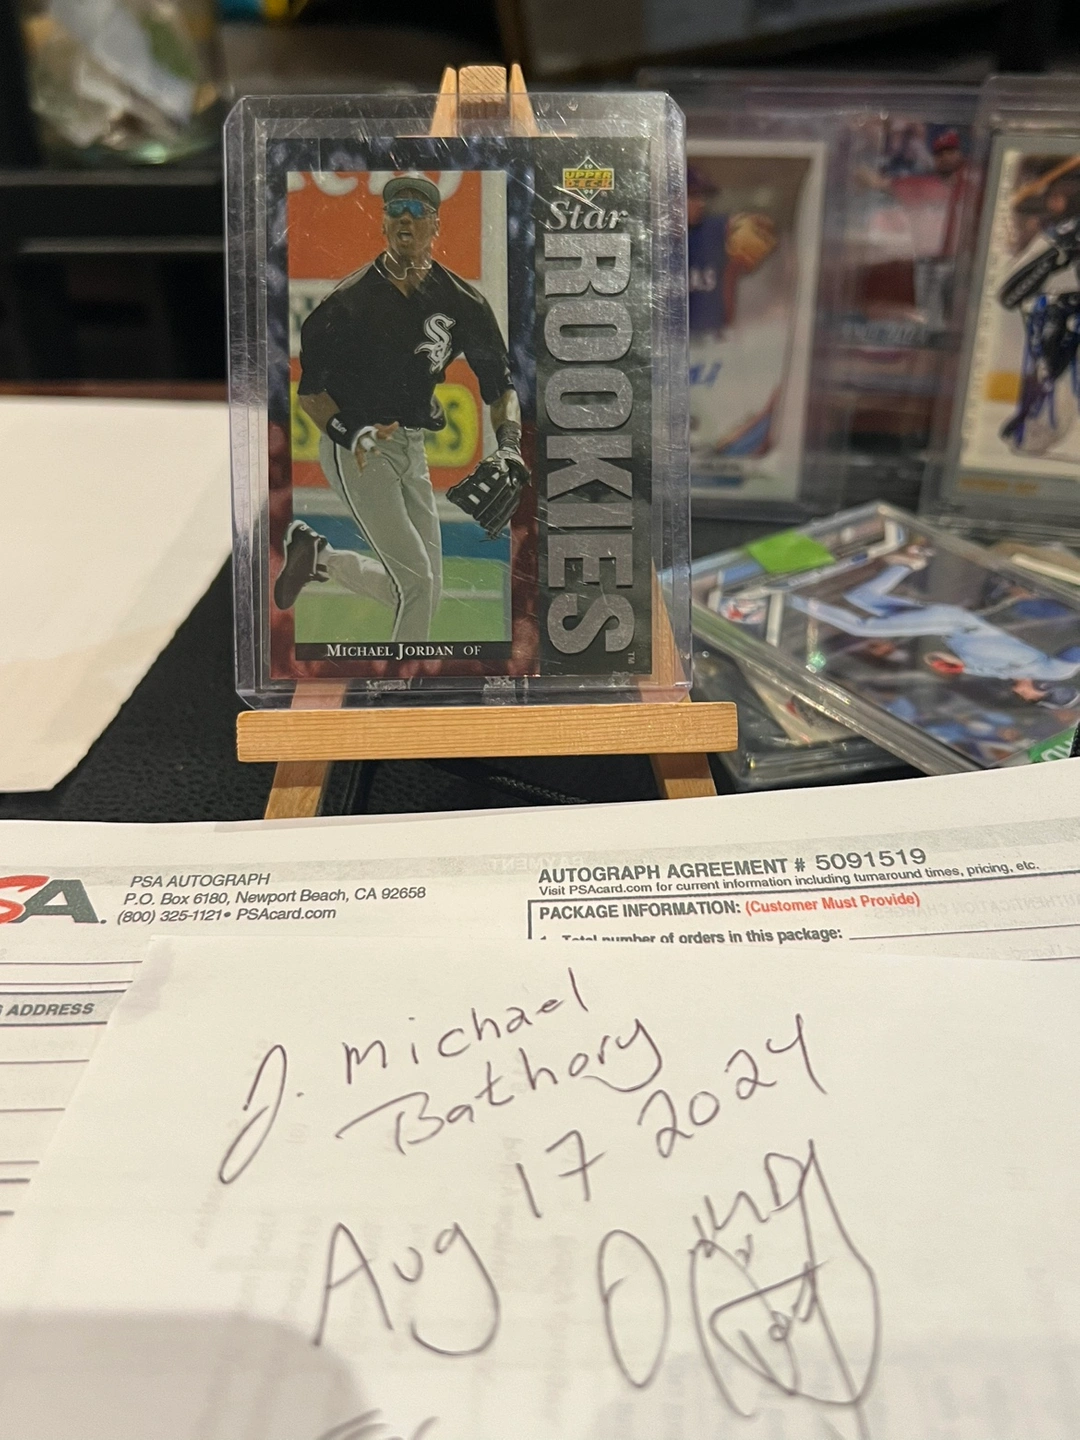 UPPER
DECK
Star
ROOKIES
TM
MICHAEL JORDAN OF
PSA AUTOGRAPH
P.O. Box 6180, Newport Beach, CA 92658
(800) 325-1121 • PSAcard.com
AUTOGRAPH AGREEMENT # 5091519
Visit PSAcard.com for current information including turnaround times, pricing, etc.
PACKAGE INFORMATION: (Customer Must Provide)
Total number of orders in this package:
ADDRESS
J. Michael
Bathory
Aug 17 2024